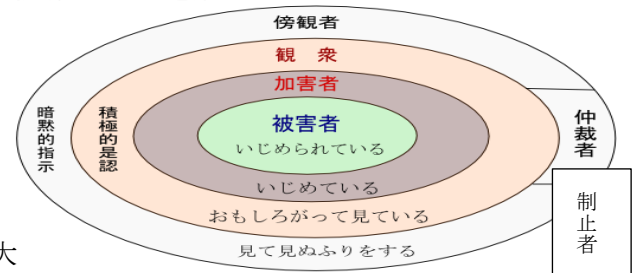 傍観者
観 衆
加害者
被害者
いじめられている
いじめている
おもしろがって見ている
見て見ぬふりをする
暗黙的指示
積極的是認
仲裁者
制止者
大